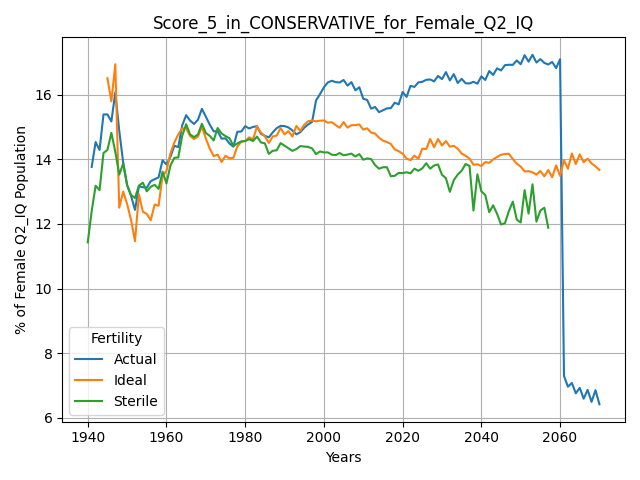 Score_5_in_CONSERVATIVE_for_Female_Q2_IQ
% of Female Q2_IQ Population
16
14
12
10
8
6
Fertility
Actual
Ideal
Sterile
1940
1960
1980
2000
2020
2040
2060
Years